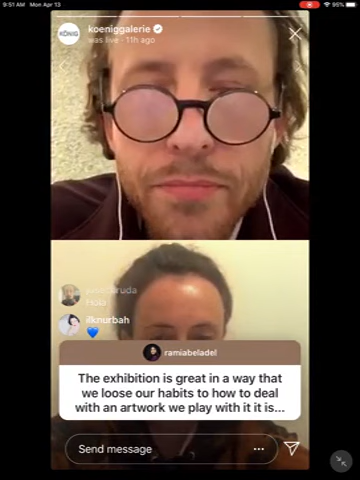 9:51 AM Mon Apr 13
95%
KÖNIG
koeniggalerie
was live · 11h ago
Hola
ilknurbah
ramiabeladel
The exhibition is great in a way that
we loose our habits to how to deal
with an artwork we play with it it is...
Send message